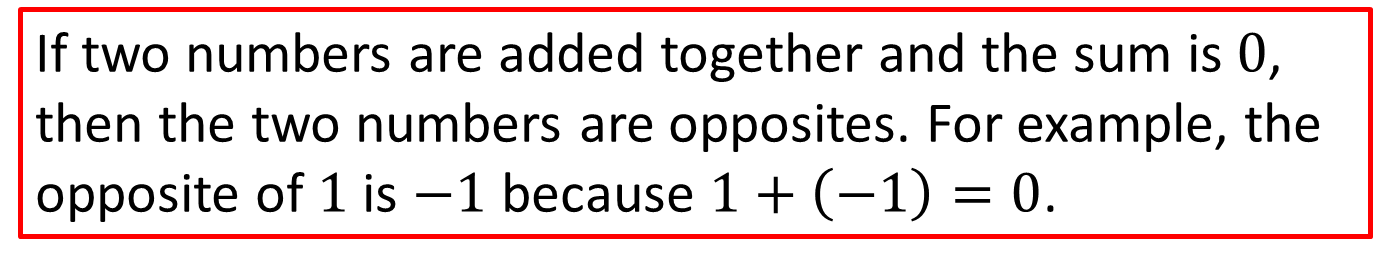 If two numbers are added together and the sum is 0,
then the two numbers are opposites. For example, the
opposite of 1 is −1 because 1 + (−1) = 0.